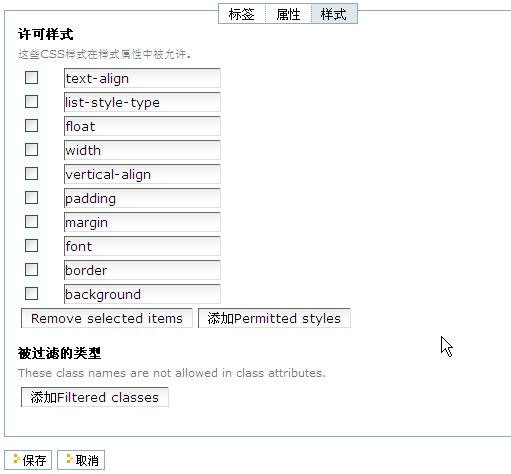 标签 属性 样式
许可样式
这些CSS样式在样式属性中被允许。
text-align
list-style-type
float
width
vertical-align
padding
margin
font
border
background
Remove selected items 添加Permitted styles
被过滤的类型
These class names are not allowed in class attributes.
添加Filtered classes
保存 取消